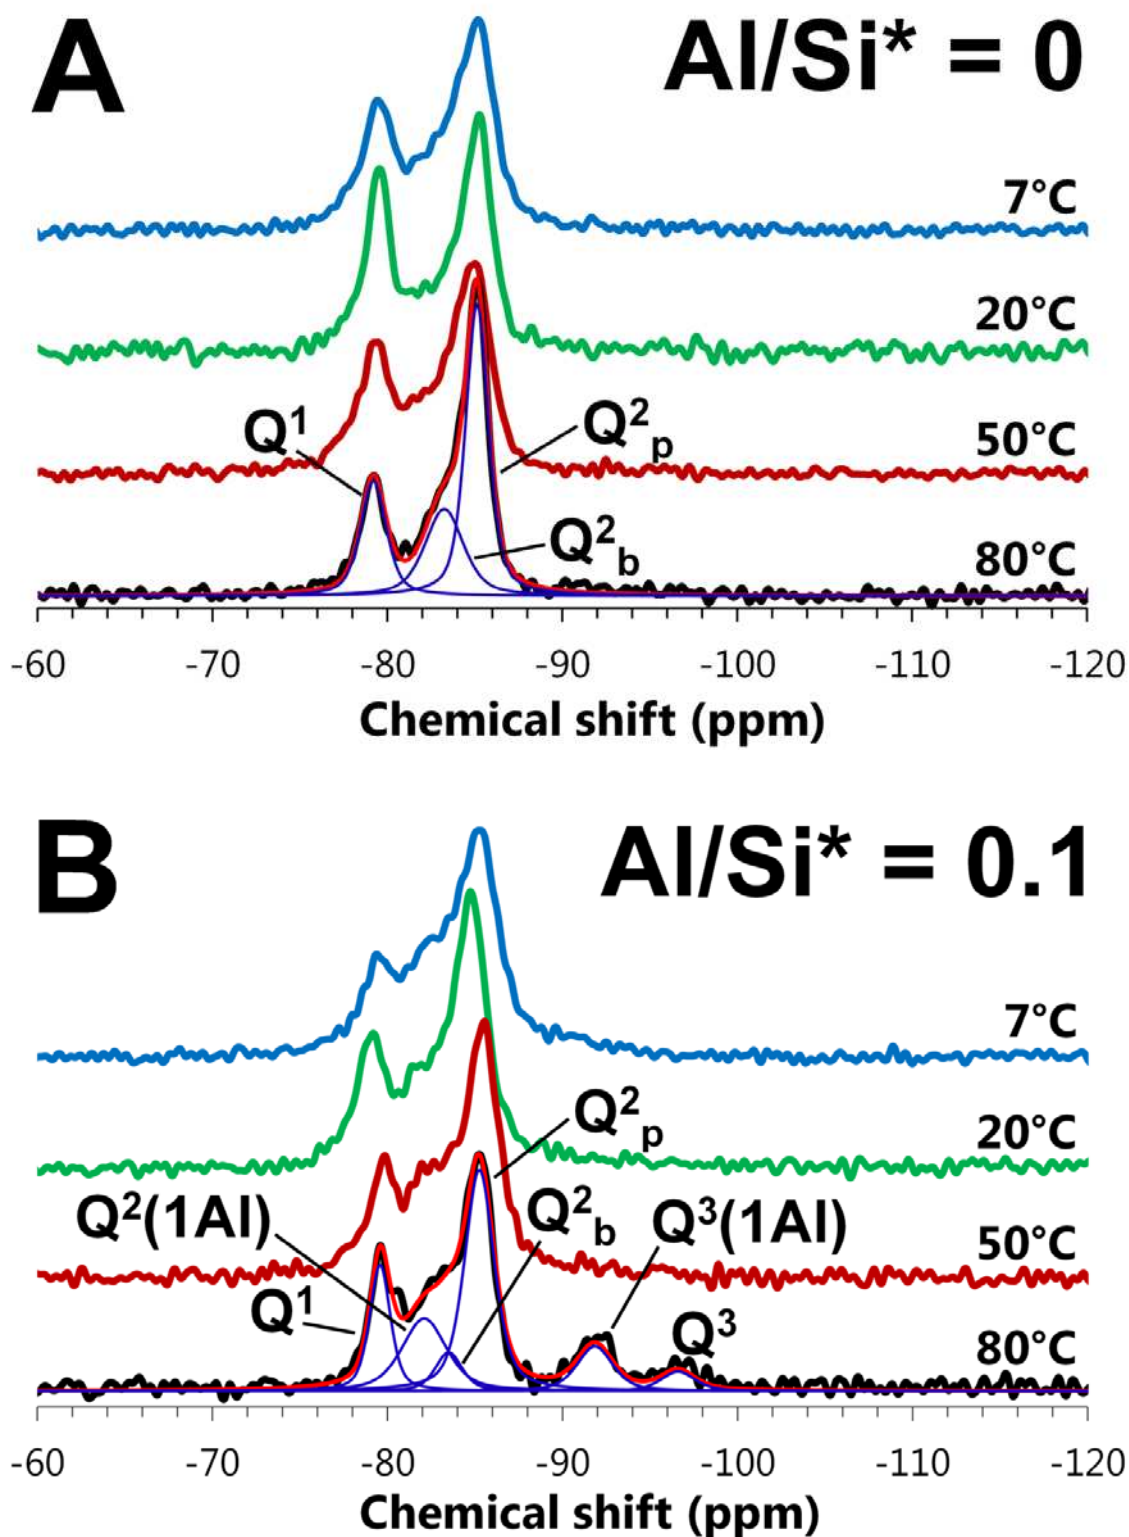 A Al/Si* = 0
7°C
20°C
50°C
Q¹ Q²p
Q²b
80°C
-60 -70 -80 -90 -100 -110 -120
Chemical shift (ppm)
B Al/Si* = 0.1
7°C
20°C
Q²p
Q²(1Al) Q²b Q³(1Al)
50°C
Q¹ Q³
80°C
-60 -70 -80 -90 -100 -110 -120
Chemical shift (ppm)